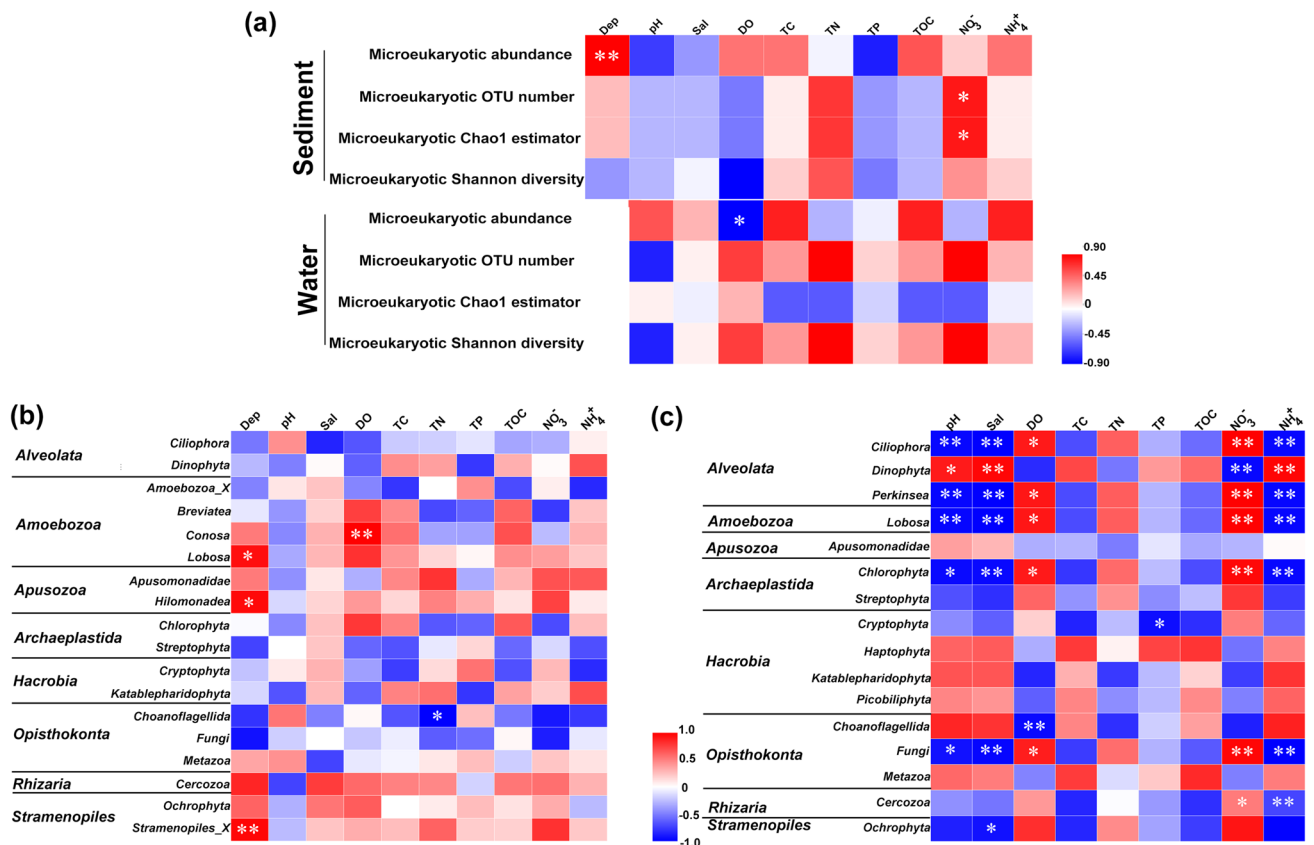 (a)
Dep pH Sal DO TC TN TP TOC NO3- NH4+
Sediment
Microeukaryotic abundance **
Microeukaryotic OTU number *
Microeukaryotic Chao1 estimator *
Microeukaryotic Shannon diversity
Water
Microeukaryotic abundance *
Microeukaryotic OTU number
Microeukaryotic Chao1 estimator
Microeukaryotic Shannon diversity
0.90
0.45
0
-0.45
-0.90
(b)
Dep pH Sal DO TC TN TP TOC NO3- NH4+
Alveolata
Ciliophora
Dinophyta
Amoebozoa
Amoebozoa_X
Breviatea
Conosa **
Lobosa *
Apusozoa
Apusomonadidae
Hilomonadea *
Archaeplastida
Chlorophyta
Streptophyta
Hacrobia
Cryptophyta
Katablepharidophyta
Opisthokonta
Choanoflagellida *
Fungi
Metazoa
Rhizaria
Cercozoa
Stramenopiles
Ochrophyta
Stramenopiles_X **
1.0
0.5
0
-0.5
-1.0
(c)
pH Sal DO TC TN TP TOC NO3- NH4+
Alveolata
Ciliophora ** ** * ** **
Dinophyta * ** ** **
Perkinsea ** ** * ** **
Amoebozoa
Lobosa ** ** * ** **
Apusozoa
Apusomonadidae
Archaeplastida
Chlorophyta * ** * ** **
Streptophyta
Hacrobia
Cryptophyta *
Haptophyta
Katablepharidophyta
Picobiliphyta
Opisthokonta
Choanoflagellida **
Fungi * ** * ** **
Metazoa
Rhizaria
Cercozoa * **
Stramenopiles
Ochrophyta *